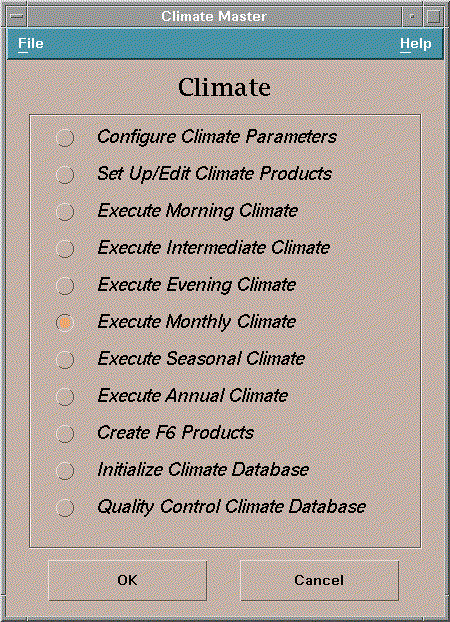 Climate Master
File Help
Climate
Configure Climate Parameters
Set Up/Edit Climate Products
Execute Morning Climate
Execute Intermediate Climate
Execute Evening Climate
Execute Monthly Climate
Execute Seasonal Climate
Execute Annual Climate
Create F6 Products
Initialize Climate Database
Quality Control Climate Database
OK Cancel